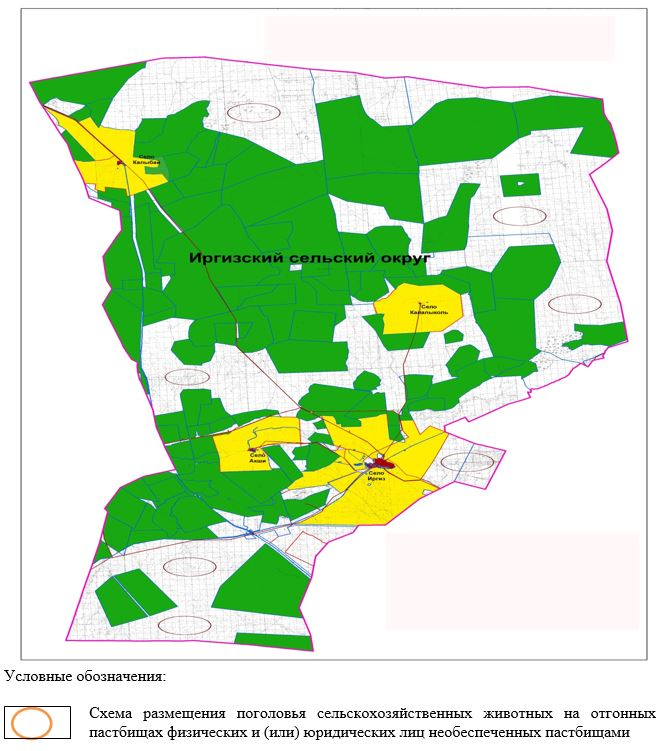 Село
Калыбай
Иргизский сельский округ
Село
Калалыколь
Село
Акши
Село
Иргиз
Условные обозначения:
Схема размещения поголовья сельскохозяйственных животных на отгонных
пастбищах физических и (или) юридических лиц необеспеченных пастбищами